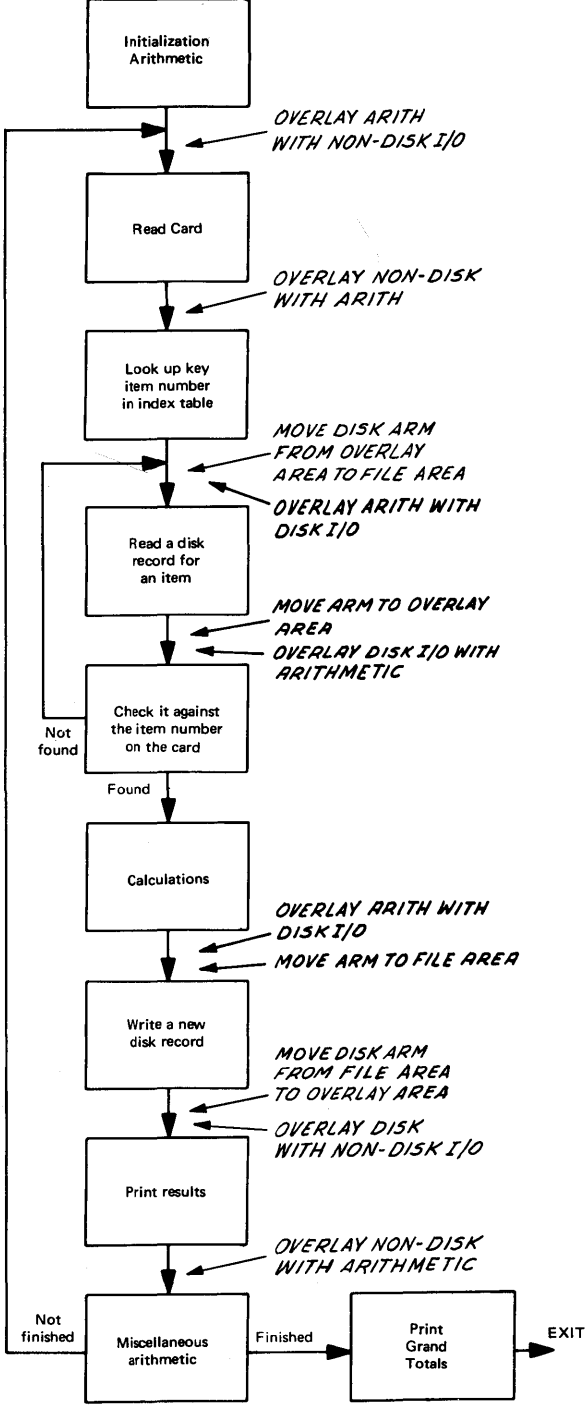 Initialization
Arithmetic
OVERLAY ARITH
WITH NON-DISK I/O
Read Card
OVERLAY NON-DISK
WITH ARITH
Look up key
item number
in index table
MOVE DISK ARM
FROM OVERLAY
AREA TO FILE AREA
OVERLAY ARITH WITH
DISK I/O
Read a disk
record for
an item
MOVE ARM TO OVERLAY
AREA
OVERLAY DISK I/O WITH
ARITHMETIC
Check it against
the item number
on the card
Not
found
Found
Calculations
OVERLAY ARITH WITH
DISK I/O
MOVE ARM TO FILE AREA
Write a new
disk record
MOVE DISK ARM
FROM FILE AREA
TO OVERLAY AREA
OVERLAY DISK
WITH NON-DISK I/O
Print results
OVERLAY NON-DISK
WITH ARITHMETIC
Not
finished
Miscellaneous
arithmetic
Finished
Print
Grand
Totals
EXIT